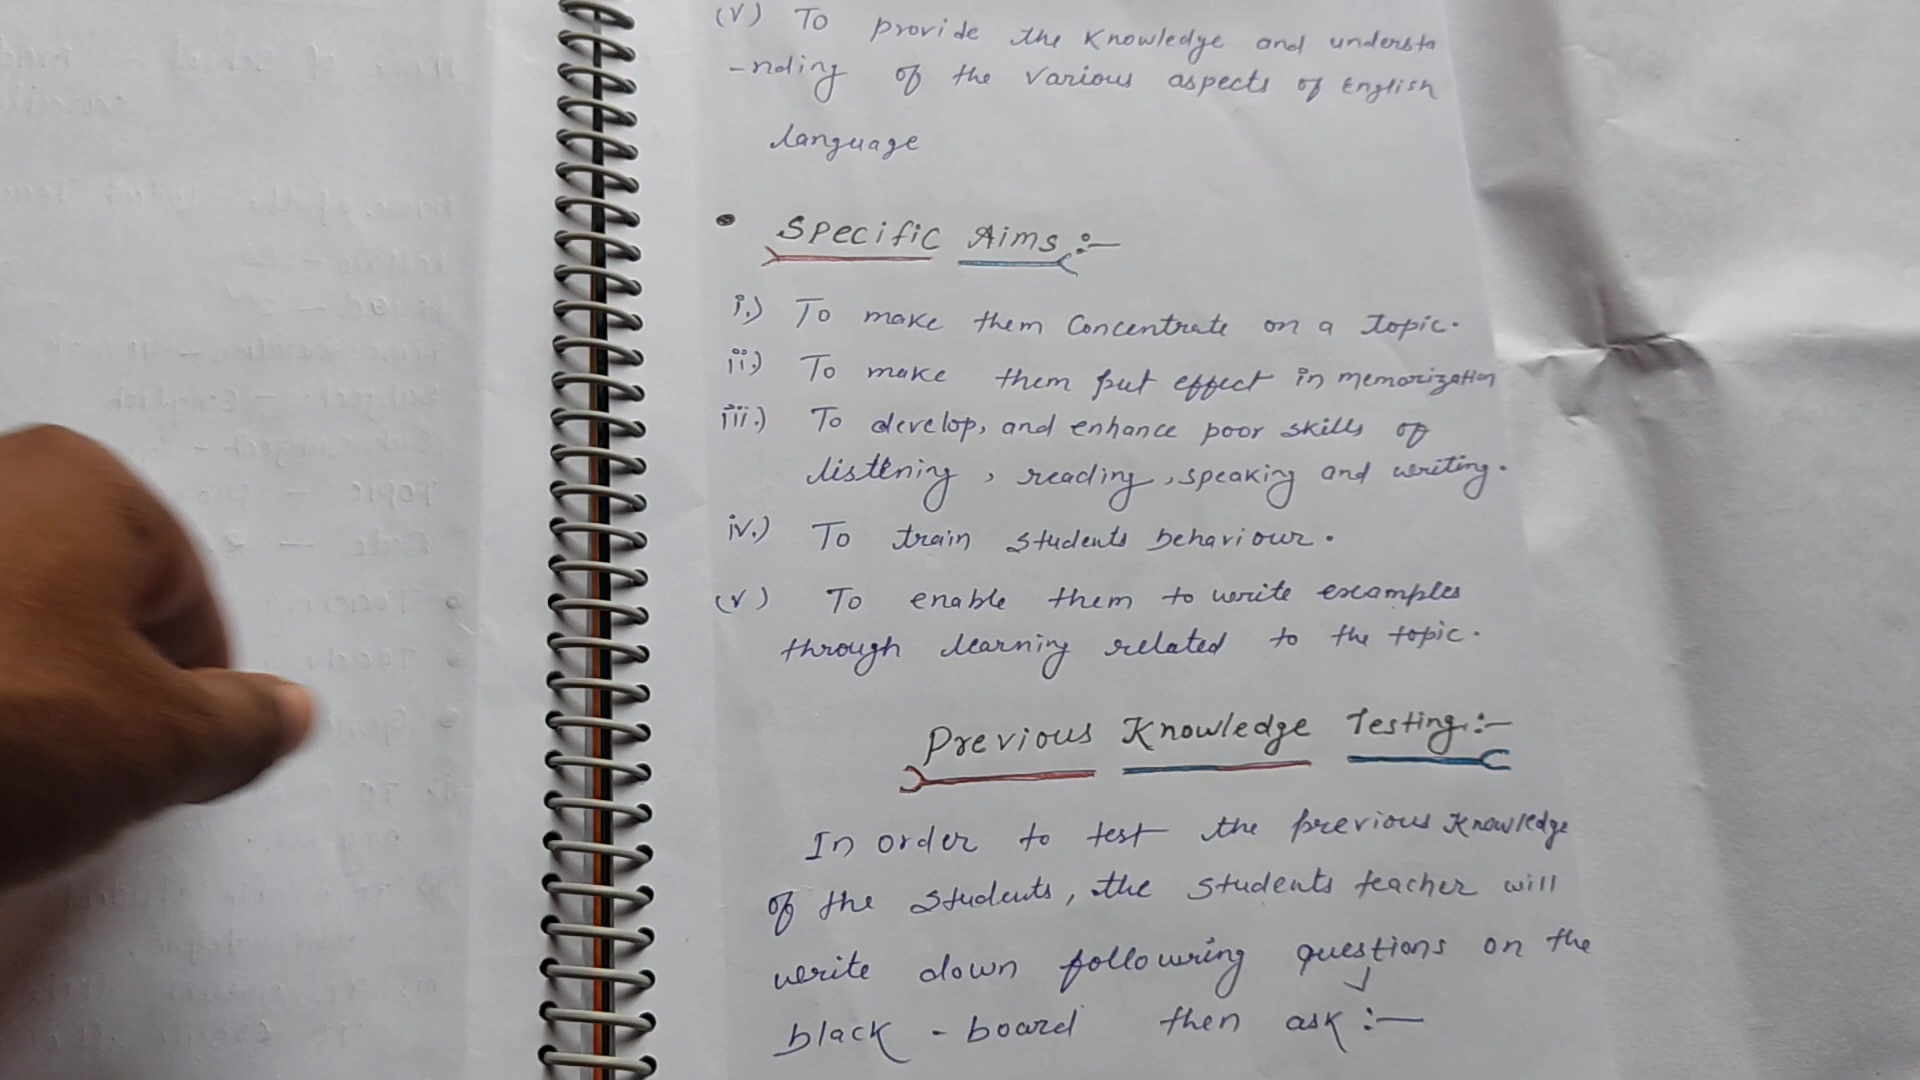 (v) To provide the Knowledge and understa
-nding of the various aspects of English
language
• Specific Aims :-
i.) To make them Concentrate on a topic.
ii.) To make them put effect in memorization
iii.) To develop, and enhance poor skills of
listening, reading, speaking and writing.
iv.) To train students behaviour.
(v) To enable them to write examples
through learning related to the topic.
Previous Knowledge Testing :-
In order to test the previous Knowledge
of the students, the students teacher will
write down following questions on the
black-board then ask :-